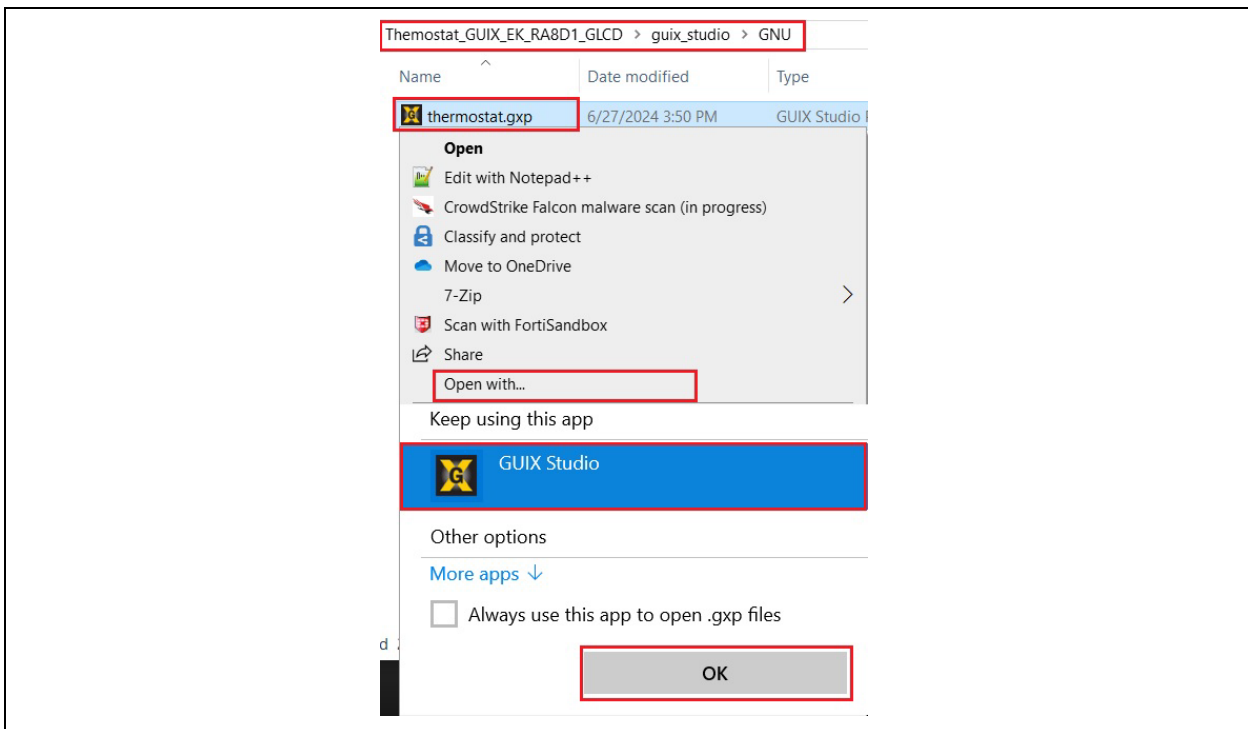 Themostat_GUIX_EK_RA8D1_GLCD > guix_studio > GNU
Name Date modified Type
thermostat.gxp 6/27/2024 3:50 PM GUIX Studio
Open
Edit with Notepad++
CrowdStrike Falcon malware scan (in progress)
Classify and protect
Move to OneDrive
7-Zip
Scan with FortiSandbox
Share
Open with...
Keep using this app
G GUIX Studio
Other options
More apps
Always use this app to open .gxp files
d
OK